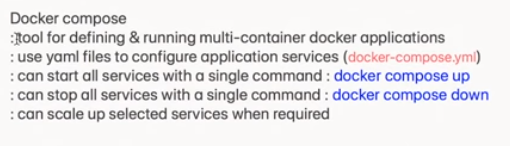 Docker compose
: tool for defining & running multi-container docker applications
: use yaml files to configure application services (docker-compose.yml)
: can start all services with a single command : docker compose up
: can stop all services with a single command : docker compose down
: can scale up selected services when required